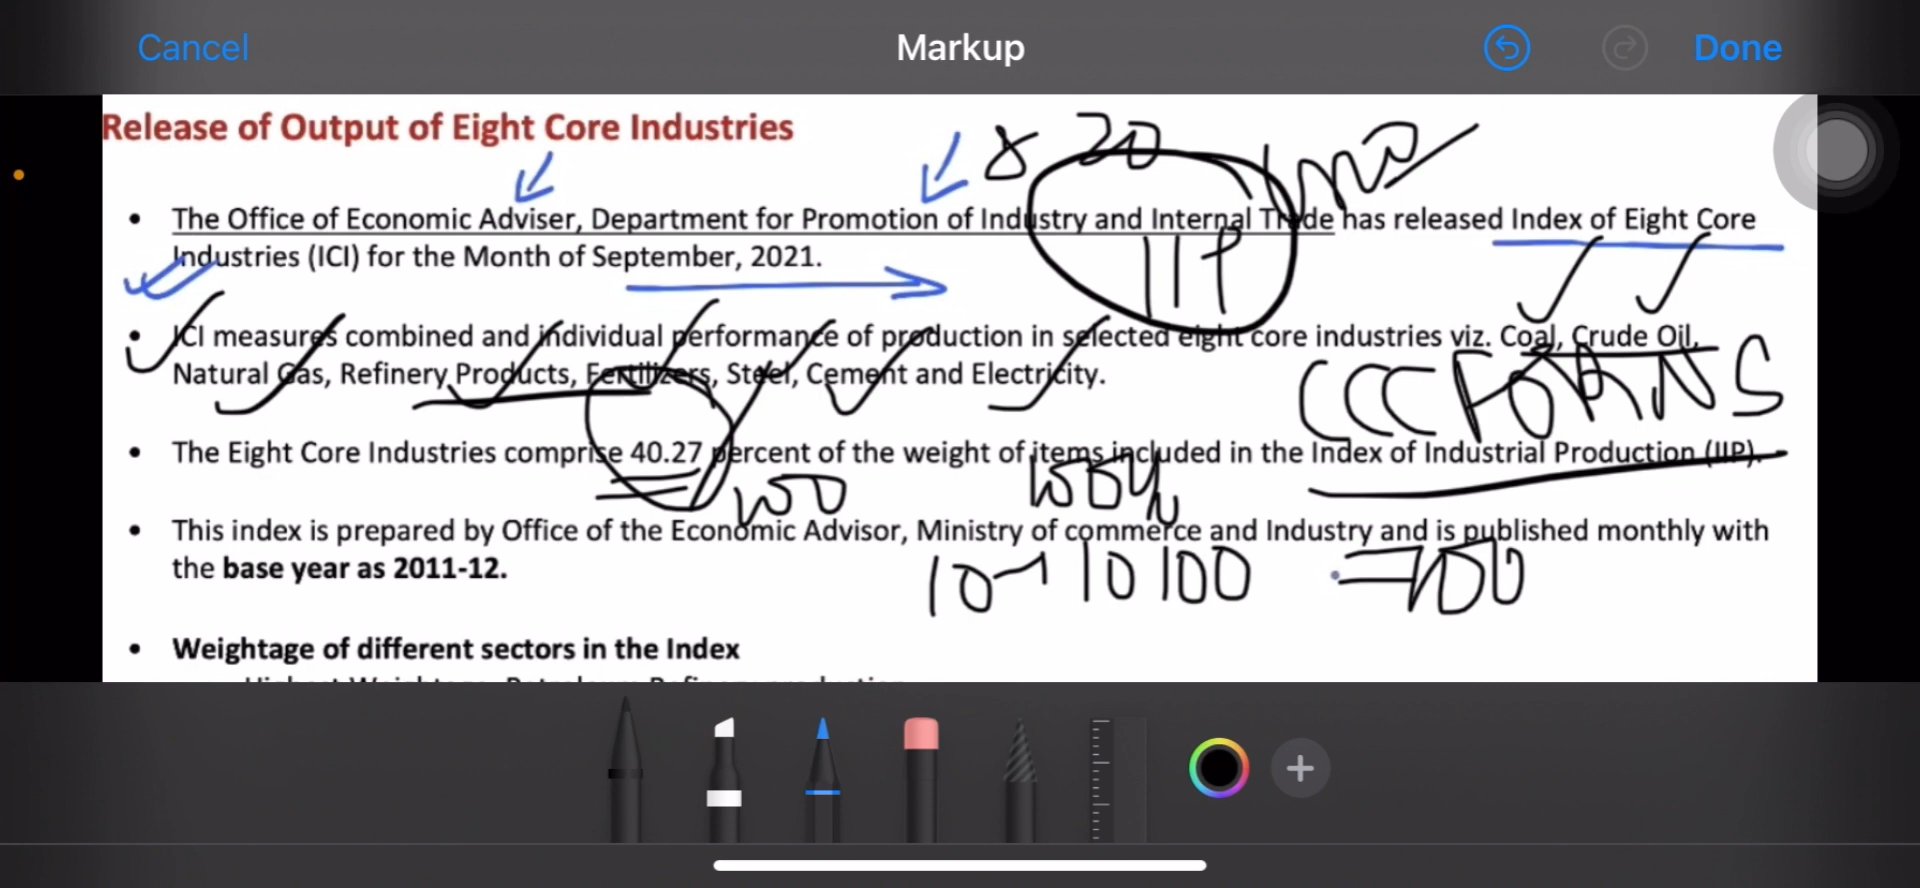 Cancel
Markup
Done
Release of Output of Eight Core Industries
8 20
• The Office of Economic Adviser, Department for Promotion of Industry and Internal Trade has released Index of Eight Core
Industries (ICI) for the Month of September, 2021.
IIP
• ICI measures combined and individual performance of production in selected eight core industries viz. Coal, Crude Oil,
Natural Gas, Refinery Products, Fertilizers, Steel, Cement and Electricity.
• The Eight Core Industries comprise 40.27 percent of the weight of items included in the Index of Industrial Production (IIP).
100
• This index is prepared by Office of the Economic Advisor, Ministry of commerce and Industry and is published monthly with
the base year as 2011-12.
10 100
=100
• Weightage of different sectors in the Index